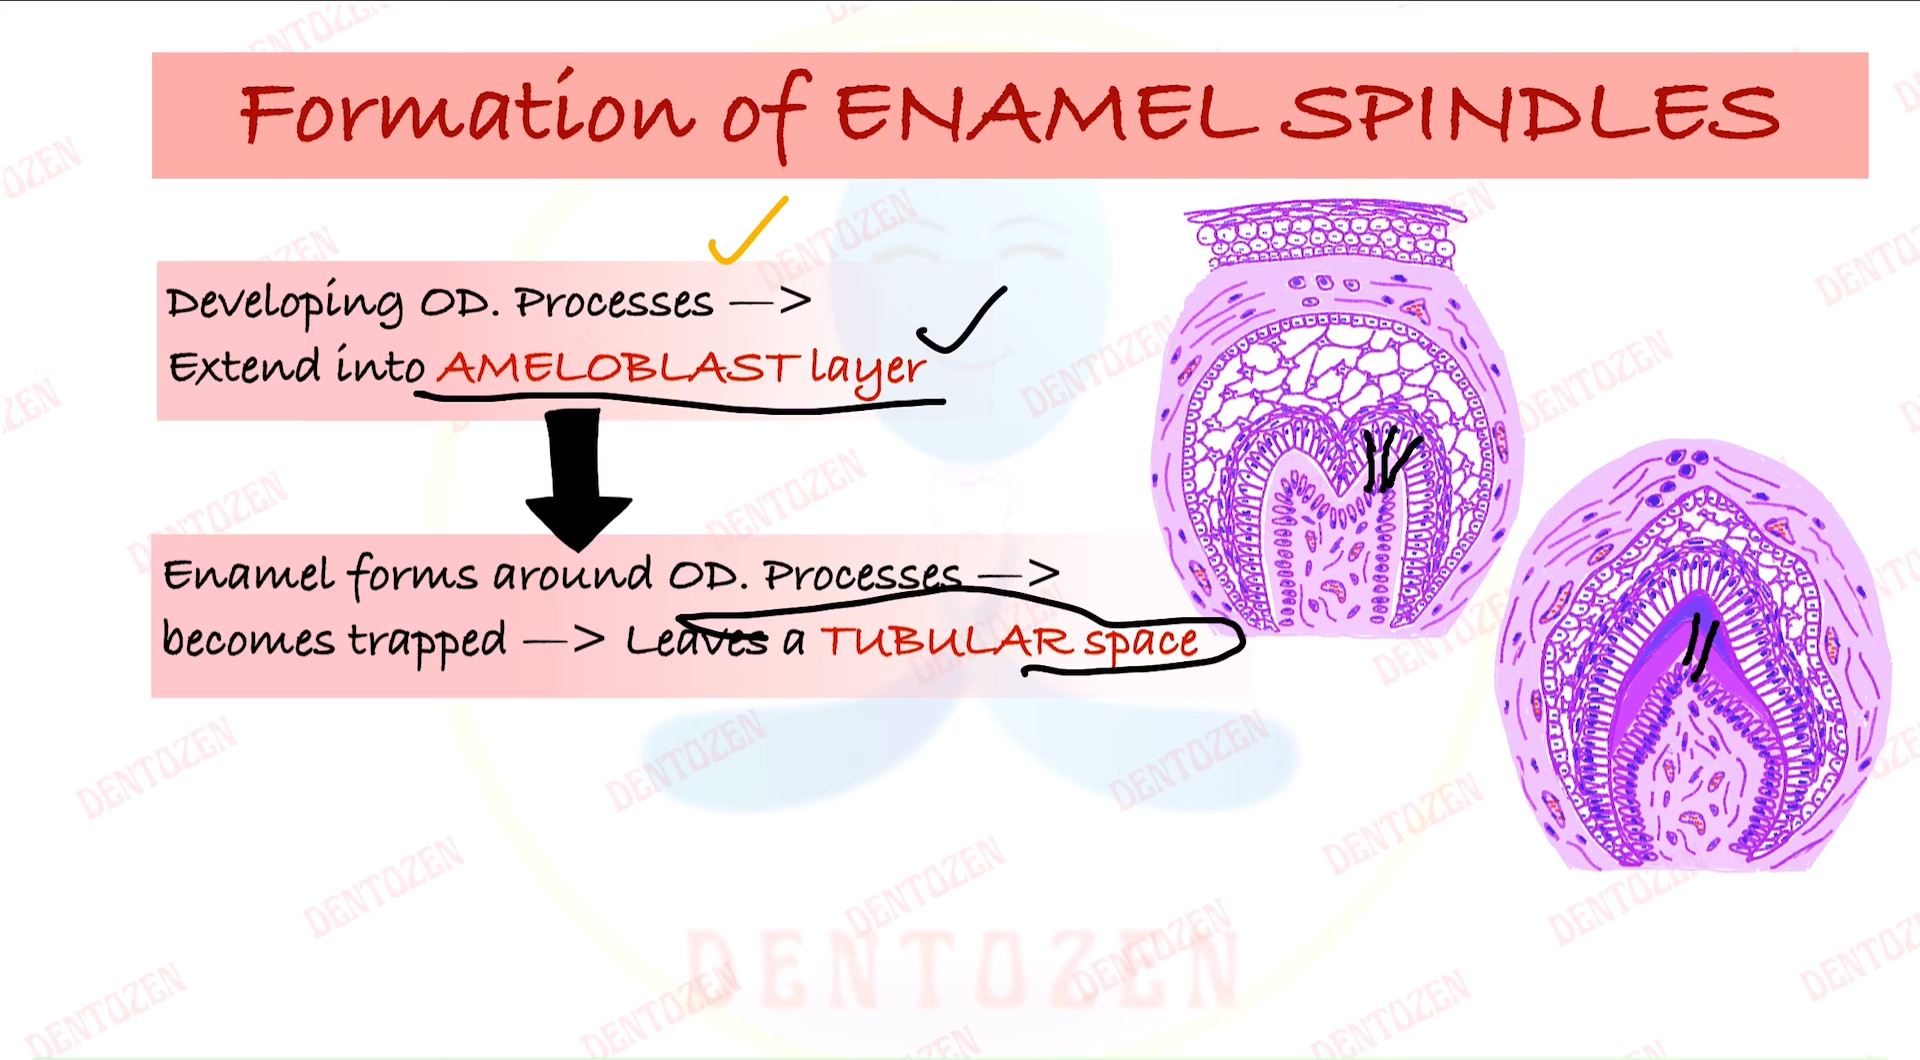 Formation of ENAMEL SPINDLES
Developing OD. Processes —>
Extend into AMELOBLAST layer
Enamel forms around OD. Processes —>
becomes trapped —> Leaves a TUBULAR space
DENTOZEN